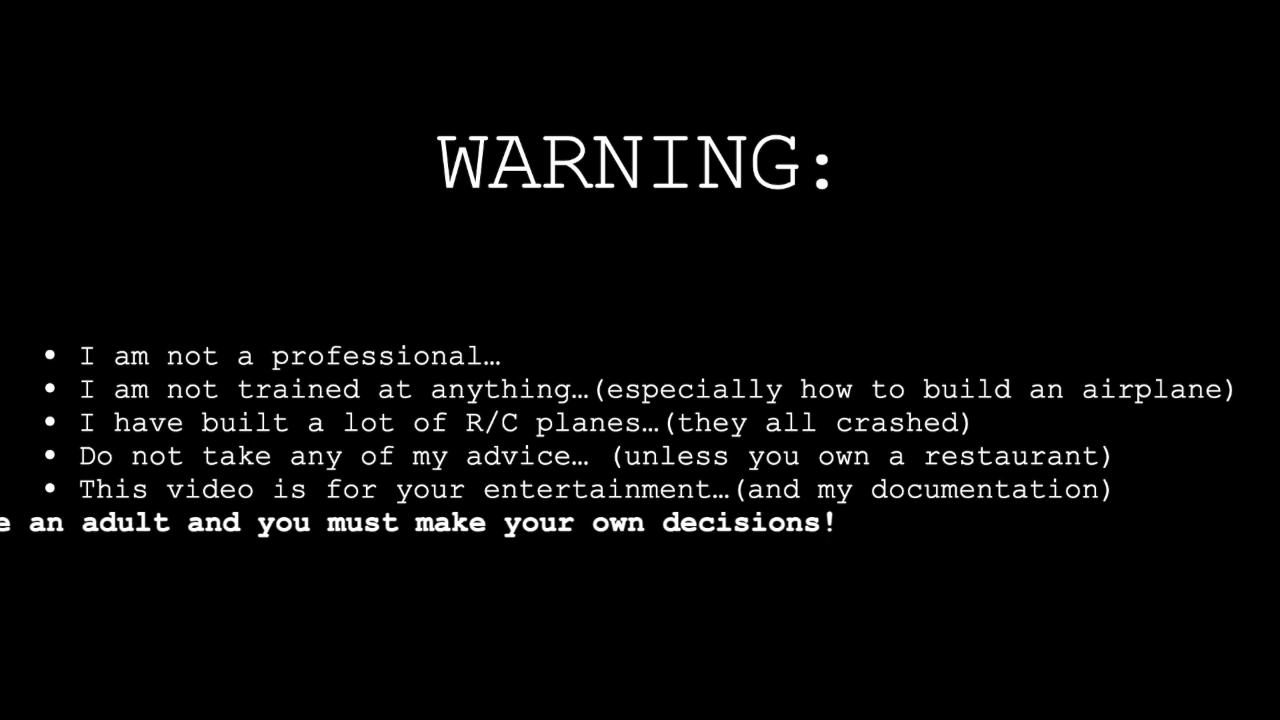 WARNING:
• I am not a professional…
• I am not trained at anything…(especially how to build an airplane)
• I have built a lot of R/C planes…(they all crashed)
• Do not take any of my advice… (unless you own a restaurant)
• This video is for your entertainment…(and my documentation)
an adult and you must make your own decisions!